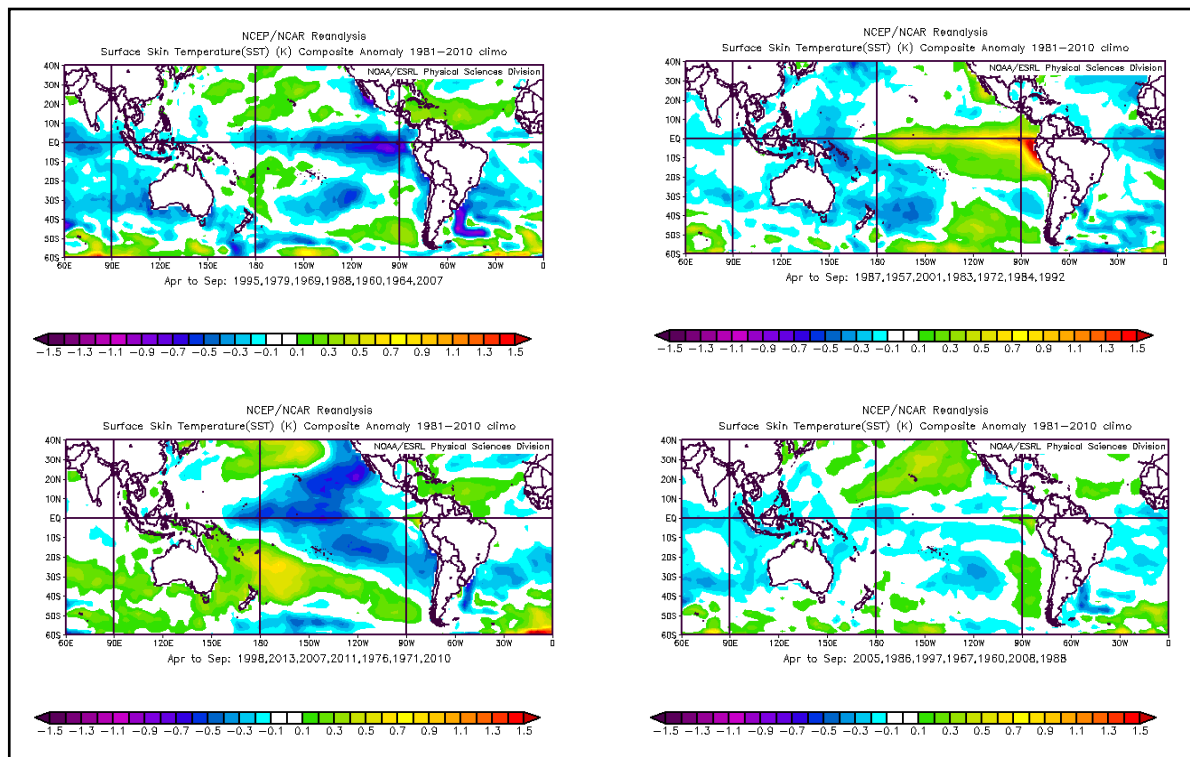 NCEP/NCAR Reanalysis
Surface Skin Temperature(SST) (K) Composite Anomaly 1981-2010 climo
NOAA/ESRL Physical Sciences Division
40N
30N
20N
10N
EQ
10S
20S
30S
40S
50S
60S
60E 90E 120E 150E 180 150W 120W 90W 60W 30W 0
Apr to Sep: 1995,1979,1969,1988,1960,1964,2007
-1.5 -1.3 -1.1 -0.9 -0.7 -0.5 -0.3 -0.1 0.1 0.3 0.5 0.7 0.9 1.1 1.3 1.5
NCEP/NCAR Reanalysis
Surface Skin Temperature(SST) (K) Composite Anomaly 1981-2010 climo
NOAA/ESRL Physical Sciences Division
40N
30N
20N
10N
EQ
10S
20S
30S
40S
50S
60S
60E 90E 120E 150E 180 150W 120W 90W 60W 30W 0
Apr to Sep: 1987,1957,2001,1983,1972,1984,1992
-1.5 -1.3 -1.1 -0.9 -0.7 -0.5 -0.3 -0.1 0.1 0.3 0.5 0.7 0.9 1.1 1.3 1.5
NCEP/NCAR Reanalysis
Surface Skin Temperature(SST) (K) Composite Anomaly 1981-2010 climo
NOAA/ESRL Physical Sciences Division
40N
30N
20N
10N
EQ
10S
20S
30S
40S
50S
60S
60E 90E 120E 150E 180 150W 120W 90W 60W 30W 0
Apr to Sep: 1998,2013,2007,2011,1976,1971,2010
-1.5 -1.3 -1.1 -0.9 -0.7 -0.5 -0.3 -0.1 0.1 0.3 0.5 0.7 0.9 1.1 1.3 1.5
NCEP/NCAR Reanalysis
Surface Skin Temperature(SST) (K) Composite Anomaly 1981-2010 climo
NOAA/ESRL Physical Sciences Division
40N
30N
20N
10N
EQ
10S
20S
30S
40S
50S
60S
60E 90E 120E 150E 180 150W 120W 90W 60W 30W 0
Apr to Sep: 2005,1986,1997,1967,1960,2008,1988
-1.5 -1.3 -1.1 -0.9 -0.7 -0.5 -0.3 -0.1 0.1 0.3 0.5 0.7 0.9 1.1 1.3 1.5